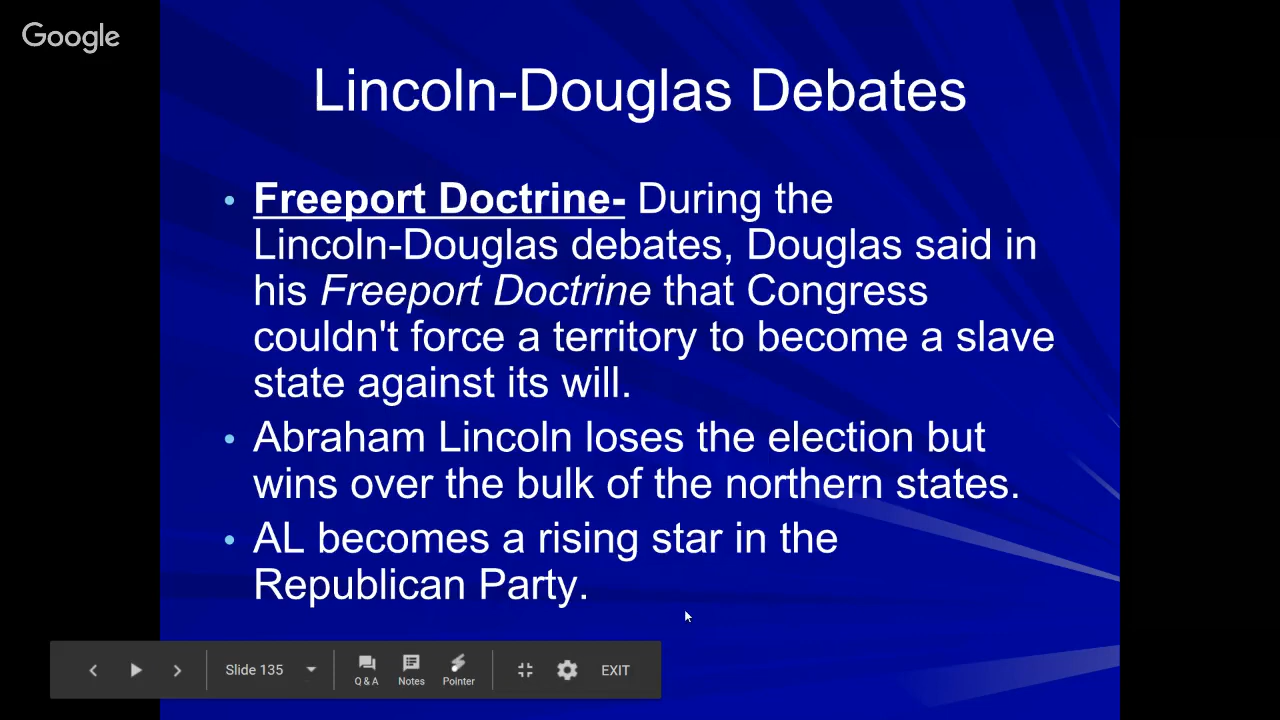 Google
Lincoln-Douglas Debates
• Freeport Doctrine- During the
Lincoln-Douglas debates, Douglas said in
his Freeport Doctrine that Congress
couldn't force a territory to become a slave
state against its will.
• Abraham Lincoln loses the election but
wins over the bulk of the northern states.
• AL becomes a rising star in the
Republican Party.
Slide 135
Q & A
Notes
Pointer
EXIT